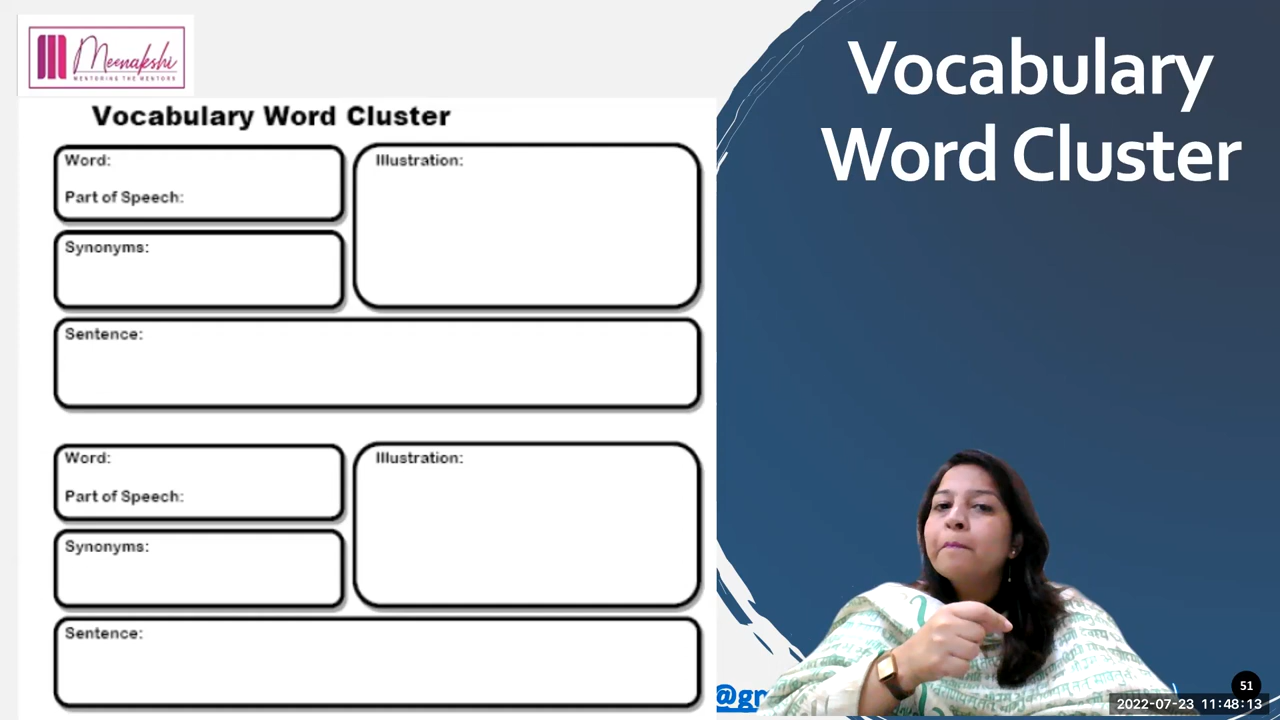 Meenakshi
MENTORING THE MENTORS
Vocabulary Word Cluster
Word:
Part of Speech:
Illustration:
Synonyms:
Sentence:
Word:
Part of Speech:
Illustration:
Synonyms:
Sentence:
Vocabulary
Word Cluster
51
2022-07-23 11:48:13